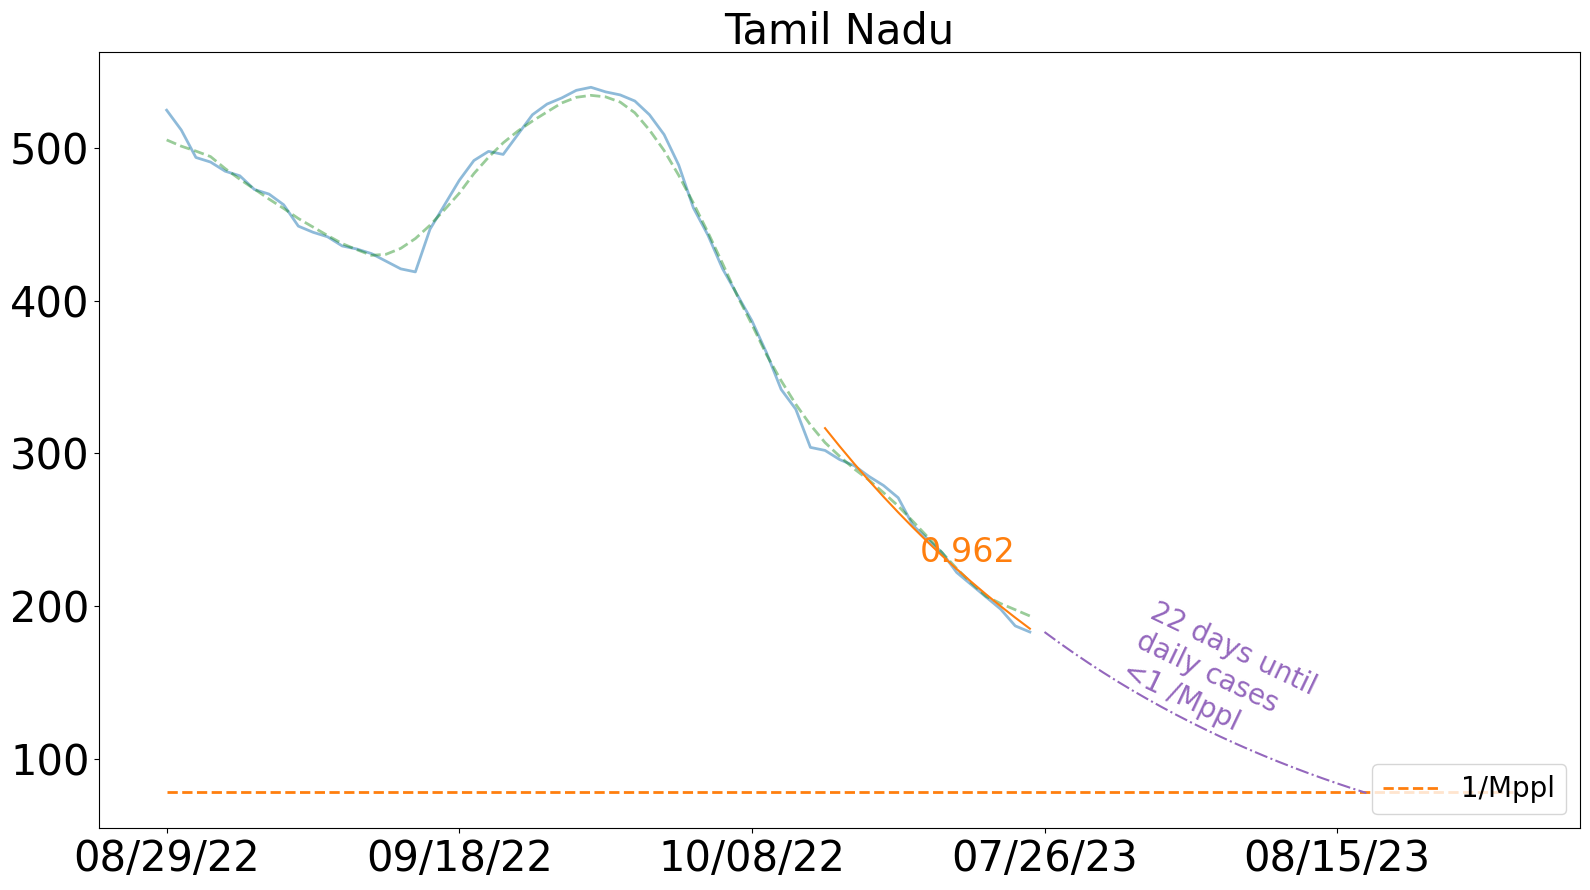 Tamil Nadu
500
400
300
200
100
0.962
22 days until
daily cases
<1 /Mppl
1/Mppl
08/29/22
09/18/22
10/08/22
07/26/23
08/15/23